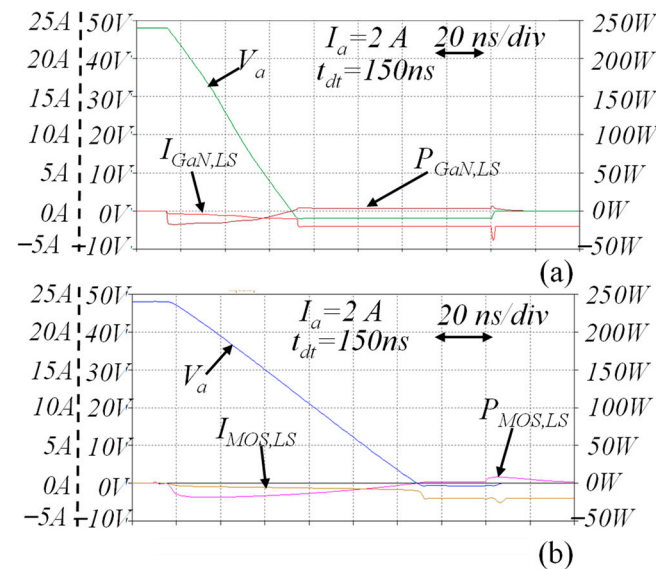 25A 50V 250W
I_a=2 A 20 ns/div
20A 40V 200W
V_a t_dt=150ns
15A 30V 150W
10A 20V 100W
I_GaN,LS P_GaN,LS
5A 10V 50W
0A 0V 0W
−5A −10V −50W
(a)
25A 50V 250W
I_a=2 A 20 ns/div
20A 40V 200W
t_dt=150ns
15A 30V 150W
V_a
10A 20V 100W
I_MOS,LS P_MOS,LS
5A 10V 50W
0A 0V 0W
−5A −10V −50W
(b)